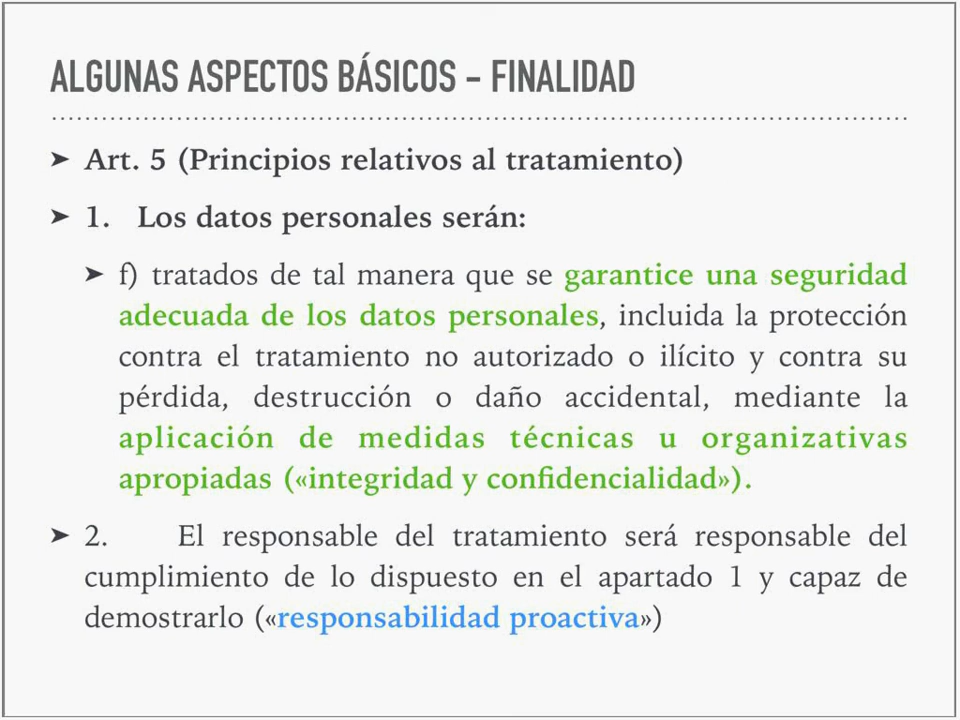 ALGUNAS ASPECTOS BÁSICOS - FINALIDAD
➤ Art. 5 (Principios relativos al tratamiento)
➤ 1. Los datos personales serán:
➤ f) tratados de tal manera que se garantice una seguridad
adecuada de los datos personales, incluida la protección
contra el tratamiento no autorizado o ilícito y contra su
pérdida, destrucción o daño accidental, mediante la
aplicación de medidas técnicas u organizativas
apropiadas («integridad y confidencialidad»).
➤ 2. El responsable del tratamiento será responsable del
cumplimiento de lo dispuesto en el apartado 1 y capaz de
demostrarlo («responsabilidad proactiva»)